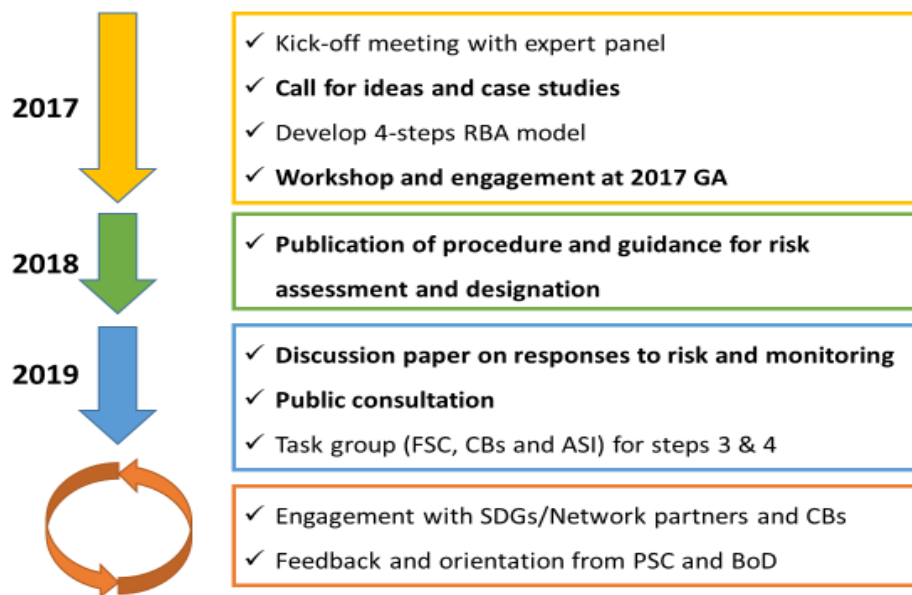 2017
✓ Kick-off meeting with expert panel
✓ Call for ideas and case studies
✓ Develop 4-steps RBA model
✓ Workshop and engagement at 2017 GA
2018
✓ Publication of procedure and guidance for risk
assessment and designation
2019
✓ Discussion paper on responses to risk and monitoring
✓ Public consultation
✓ Task group (FSC, CBs and ASI) for steps 3 & 4
✓ Engagement with SDGs/Network partners and CBs
✓ Feedback and orientation from PSC and BoD